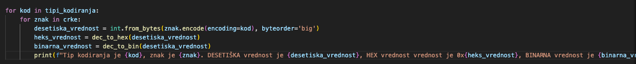 for kod in tipi_kodiranja:
    for znak in crke:
        desetiska_vrednost = int.from_bytes(znak.encode(encoding=kod), byteorder='big')
        heks_vrednost = dec_to_hex(desetiska_vrednost)
        binarna_vrednost = dec_to_bin(desetiska_vrednost)
        print(f"Tip kodiranja je {kod}, znak je {znak}. DESETIŠKA vrednost je {desetiska_vrednost}, HEX vrednost vrednost je 0x{heks_vrednost}, BINARNA vrednost je {binarna_v